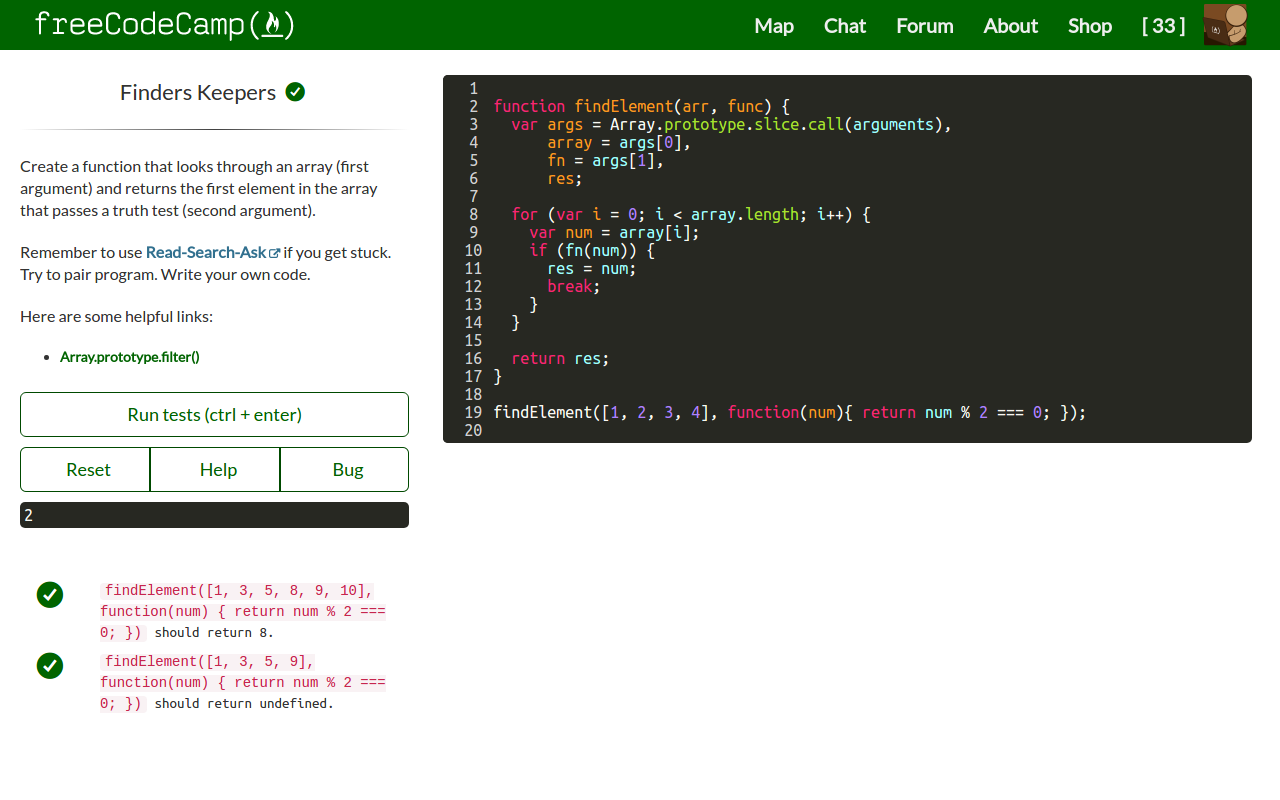 freeCodeCamp(🔥)
Map Chat Forum About Shop [ 33 ]
Finders Keepers
Create a function that looks through an array (first
argument) and returns the first element in the array
that passes a truth test (second argument).
Remember to use Read-Search-Ask if you get stuck.
Try to pair program. Write your own code.
Here are some helpful links:
• Array.prototype.filter()
Run tests (ctrl + enter)
Reset Help Bug
2
findElement([1, 3, 5, 8, 9, 10],
function(num) { return num % 2 ===
0; }) should return 8.
findElement([1, 3, 5, 9],
function(num) { return num % 2 ===
0; }) should return undefined.
1
2 function findElement(arr, func) {
3   var args = Array.prototype.slice.call(arguments),
4       array = args[0],
5       fn = args[1],
6       res;
7
8   for (var i = 0; i < array.length; i++) {
9     var num = array[i];
10     if (fn(num)) {
11       res = num;
12       break;
13     }
14   }
15
16   return res;
17 }
18
19 findElement([1, 2, 3, 4], function(num){ return num % 2 === 0; });
20